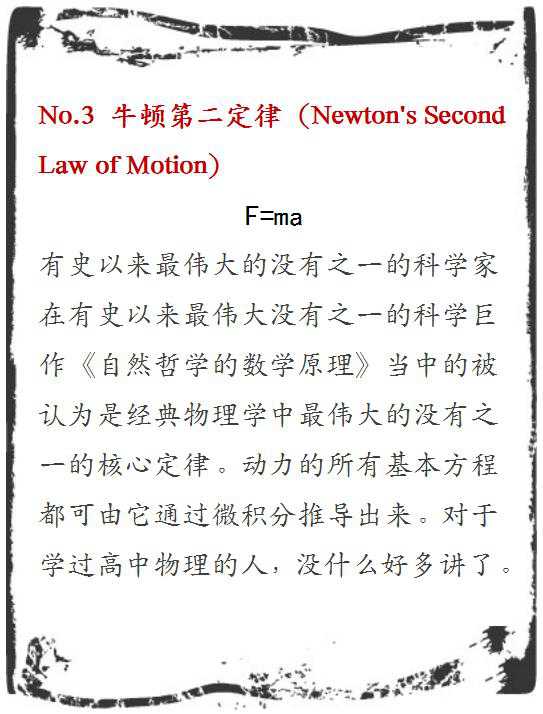 No.3 牛顿第二定律（Newton's Second
Law of Motion）
F=ma
有史以来最伟大的没有之一的科学家
在有史以来最伟大没有之一的科学巨
作《自然哲学的数学原理》当中的被
认为是经典物理学中最伟大的没有之
一的核心定律。动力的所有基本方程
都可由它通过微积分推导出来。对于
学过高中物理的人，没什么好多讲了。